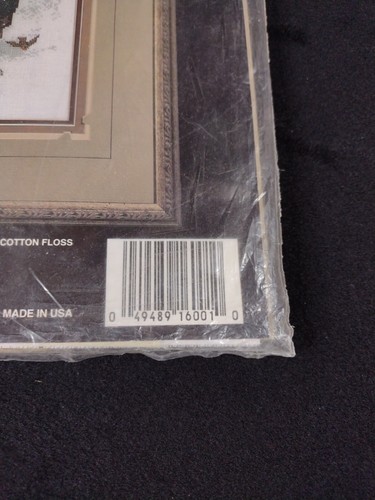 COTTON FLOSS
MADE IN USA
0 49489 16001 0